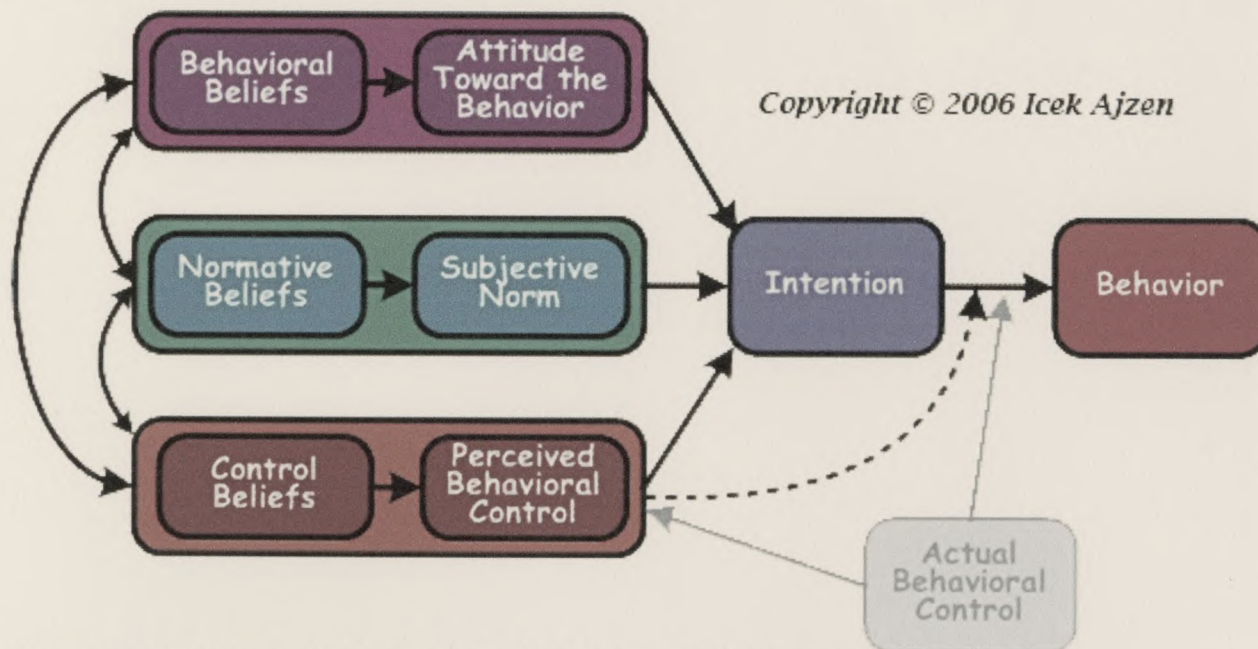 Behavioral
Beliefs
Attitude
Toward the
Behavior
Copyright © 2006 Icek Ajzen
Normative
Beliefs
Subjective
Norm
Intention
Behavior
Control
Beliefs
Perceived
Behavioral
Control
Actual
Behavioral
Control